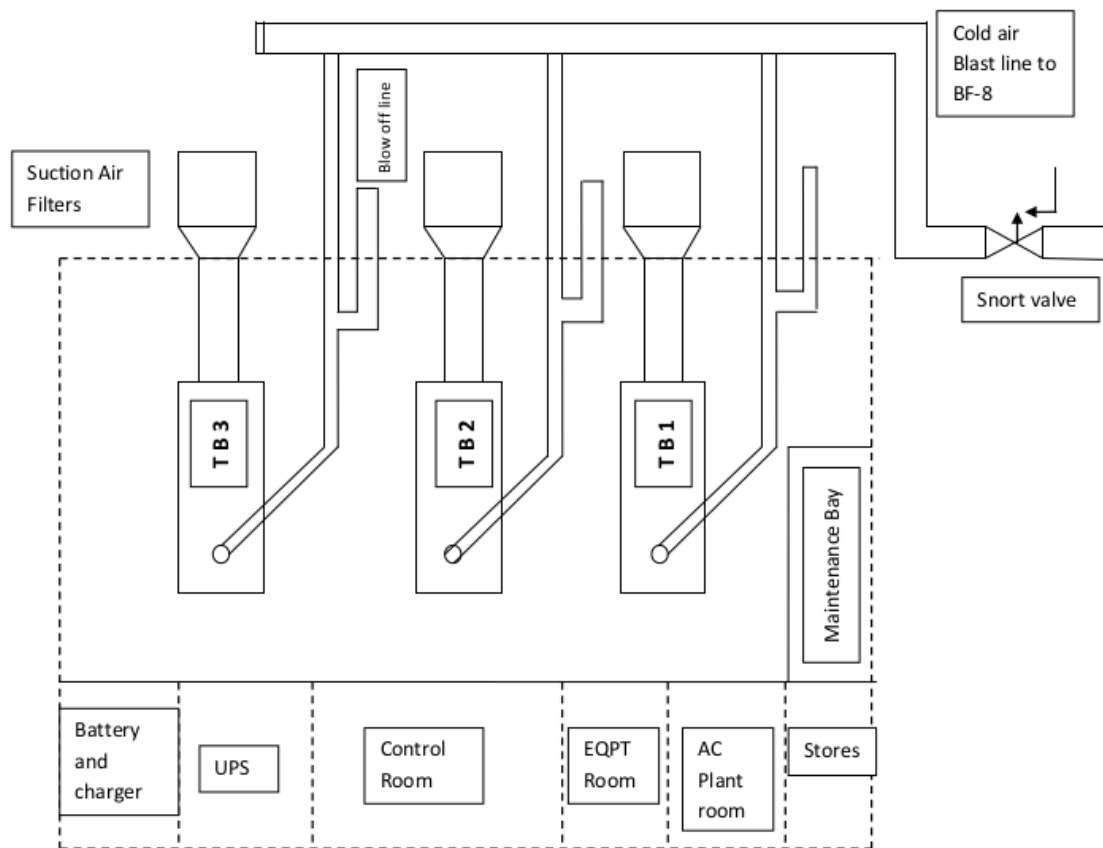 Cold air
Blast line to
BF-8
Blow off line
Suction Air
Filters
Snort valve
T B 3
T B 2
T B 1
Maintenance Bay
Battery
and
charger
UPS
Control
Room
EQPT
Room
AC
Plant
room
Stores